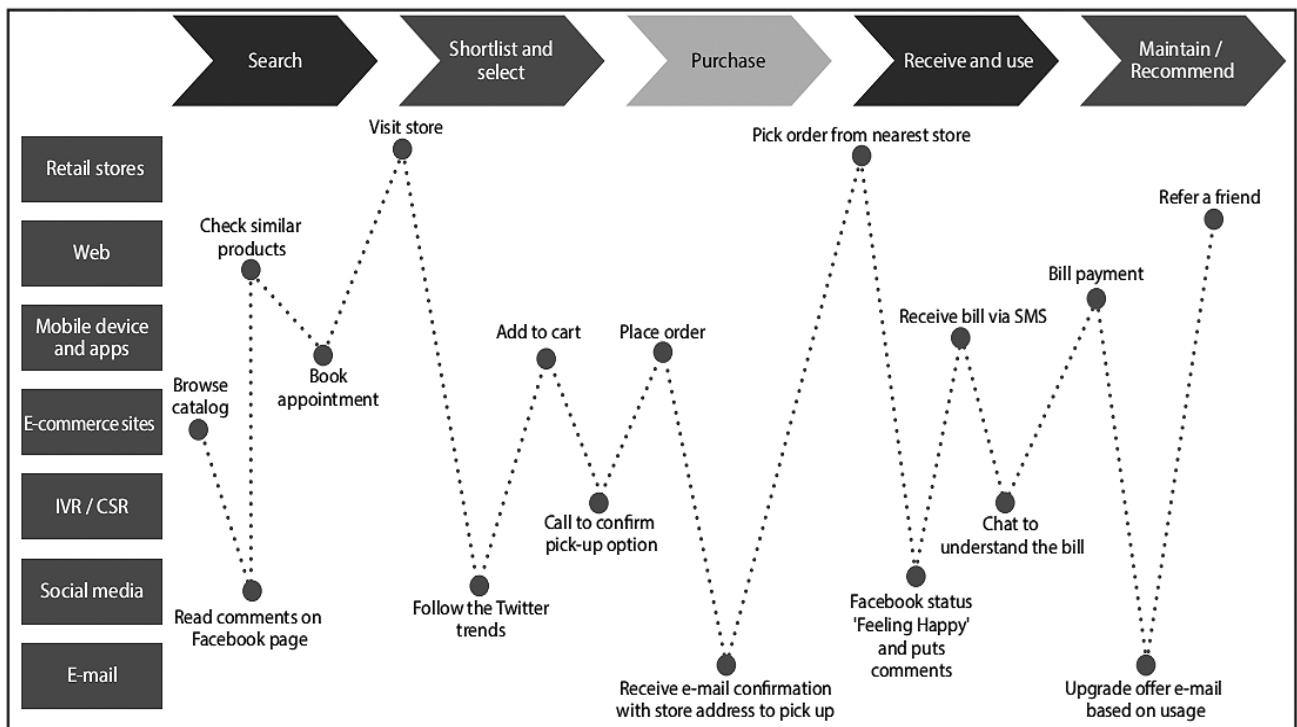 Search
Shortlist and
select
Purchase
Receive and use
Maintain /
Recommend
Retail stores
Web
Mobile device
and apps
E-commerce sites
IVR / CSR
Social media
E-mail
Browse
catalog
Read comments on
Facebook page
Check similar
products
Book
appointment
Visit store
Follow the Twitter
trends
Add to cart
Call to confirm
pick-up option
Place order
Receive e-mail confirmation
with store address to pick up
Pick order from nearest store
Facebook status
'Feeling Happy'
and puts
comments
Receive bill via SMS
Chat to
understand the bill
Bill payment
Upgrade offer e-mail
based on usage
Refer a friend